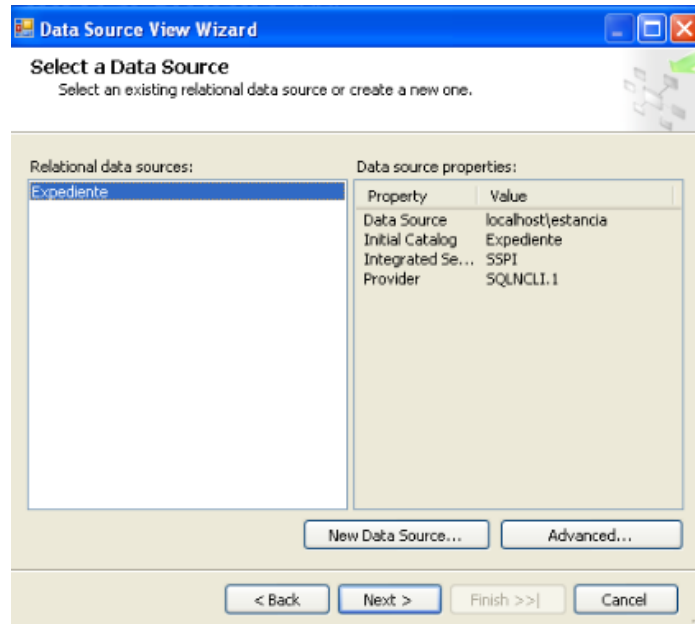 Data Source View Wizard
Select a Data Source
Select an existing relational data source or create a new one.
Relational data sources:
Expediente
Data source properties:
Property Value
Data Source localhost\estancia
Initial Catalog Expediente
Integrated Se... SSPI
Provider SQLNCLI.1
New Data Source...
Advanced...
< Back
Next >
Finish >>|
Cancel